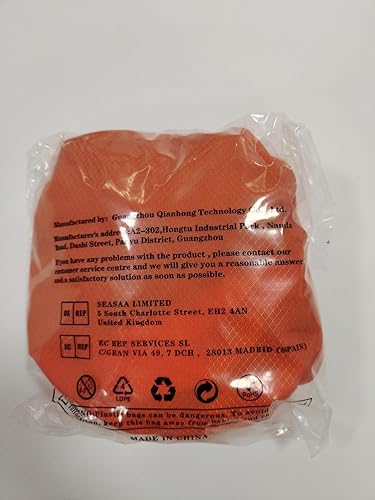 Manufactured by: Guangzhou Qianhong Technology Co., Ltd.
Manufacturer's address: A2-302, Hongtu Industrial Park, Nanda
Road, Dashi Street, Panyu District, Guangzhou
If you have any problems with the product , please contact our
customer service centre and we will give you a reasonable answer
and a satisfactory solution as soon as possible.
REP
SEASAA LIMITED
5 South Charlotte Street, EH2 4AN
United Kingdom
EC REP
EC REP SERVICES SL
C/GRAN VIA 49, 7 DCH , 28013 MADRID (SPAIN)
4
LDPE
RoHS
Plastic bags can be dangerous. To avoid
keep this bag away from
MADE IN CHINA